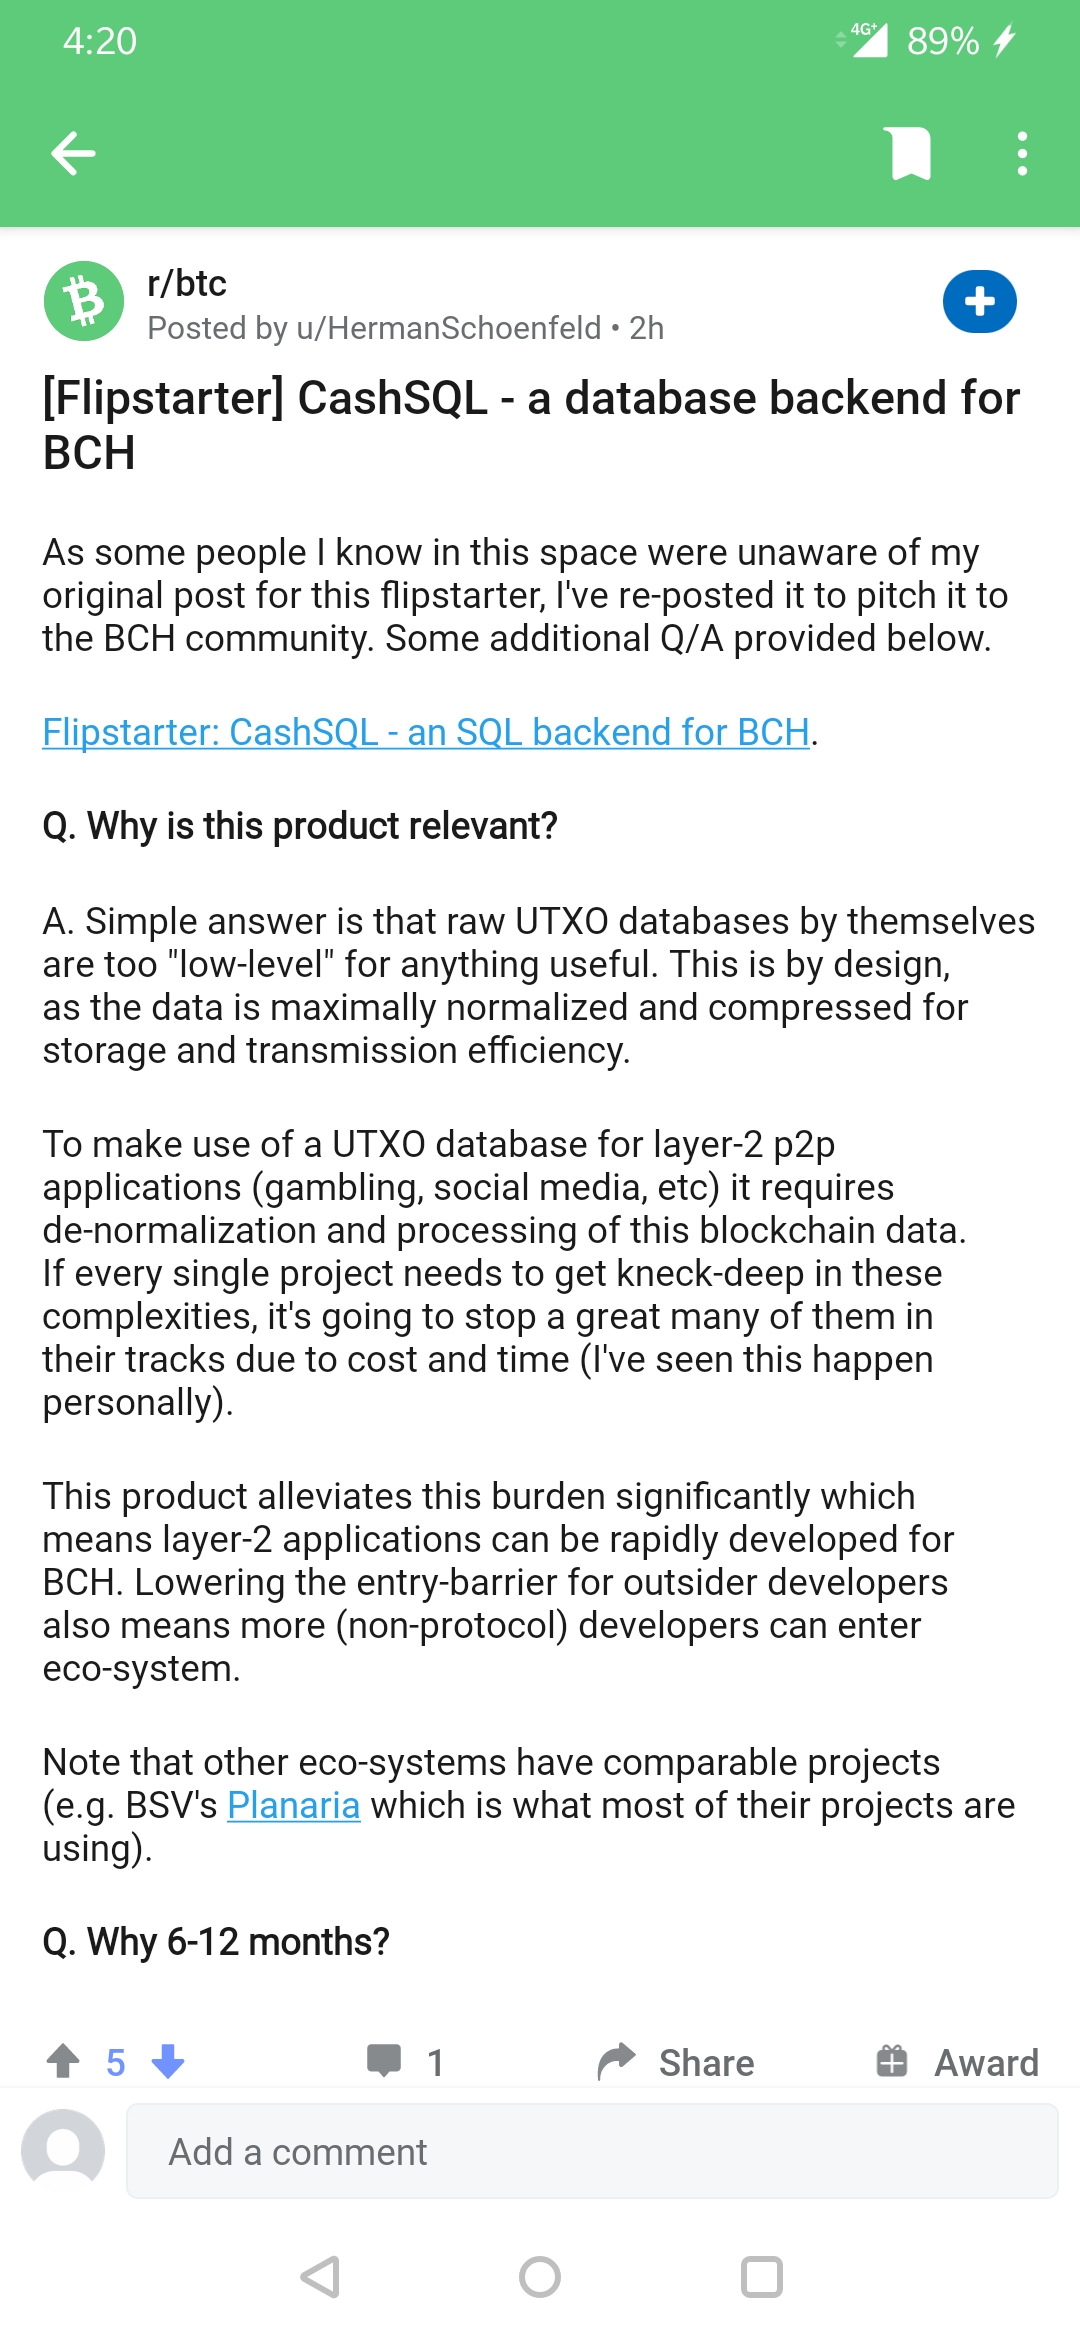 4:20
4G+ 89%
r/btc
Posted by u/HermanSchoenfeld • 2h
[Flipstarter] CashSQL - a database backend for
BCH
As some people I know in this space were unaware of my
original post for this flipstarter, I've re-posted it to pitch it to
the BCH community. Some additional Q/A provided below.
Flipstarter: CashSQL - an SQL backend for BCH.
Q. Why is this product relevant?
A. Simple answer is that raw UTXO databases by themselves
are too "low-level" for anything useful. This is by design,
as the data is maximally normalized and compressed for
storage and transmission efficiency.
To make use of a UTXO database for layer-2 p2p
applications (gambling, social media, etc) it requires
de-normalization and processing of this blockchain data.
If every single project needs to get kneck-deep in these
complexities, it's going to stop a great many of them in
their tracks due to cost and time (I've seen this happen
personally).
This product alleviates this burden significantly which
means layer-2 applications can be rapidly developed for
BCH. Lowering the entry-barrier for outsider developers
also means more (non-protocol) developers can enter
eco-system.
Note that other eco-systems have comparable projects
(e.g. BSV's Planaria which is what most of their projects are
using).
Q. Why 6-12 months?
5 1 Share Award
Add a comment